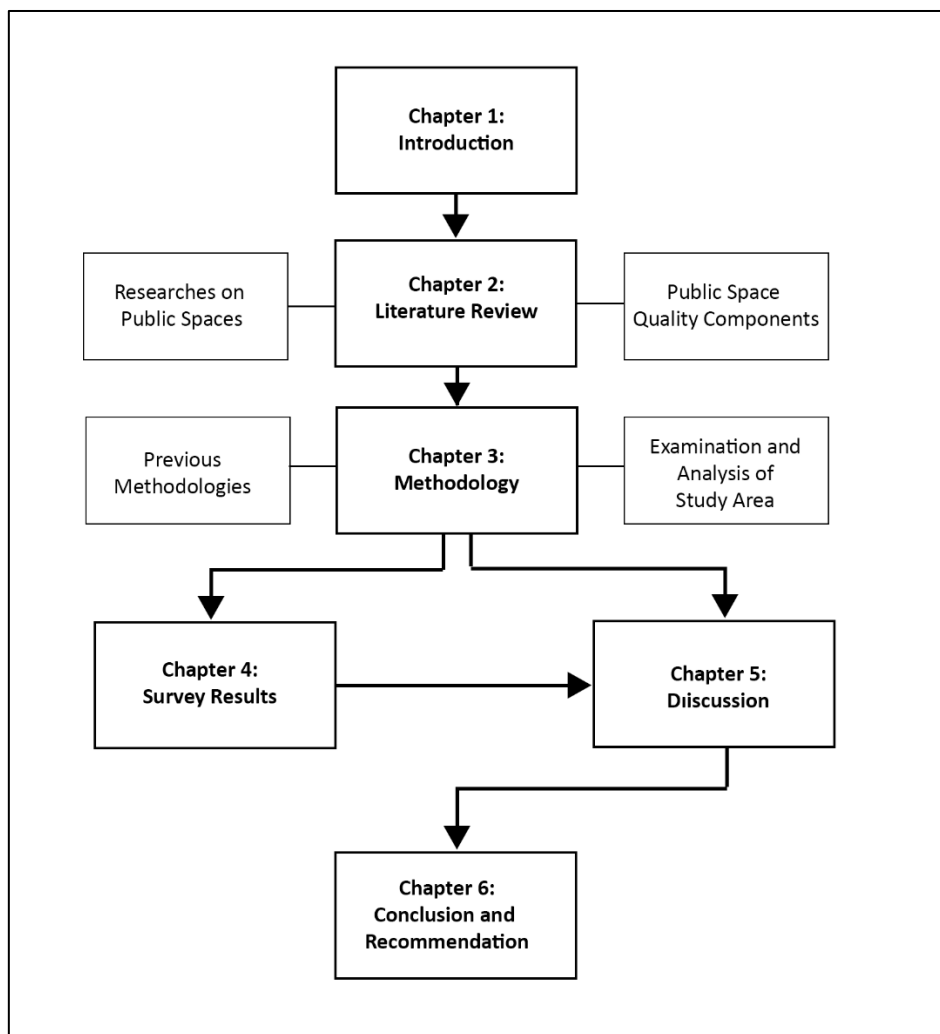 Chapter 1:
Introduction
Researches on
Public Spaces
Chapter 2:
Literature Review
Public Space
Quality Components
Previous
Methodologies
Chapter 3:
Methodology
Examination and
Analysis of
Study Area
Chapter 4:
Survey Results
Chapter 5:
Diiscussion
Chapter 6:
Conclusion and
Recommendation